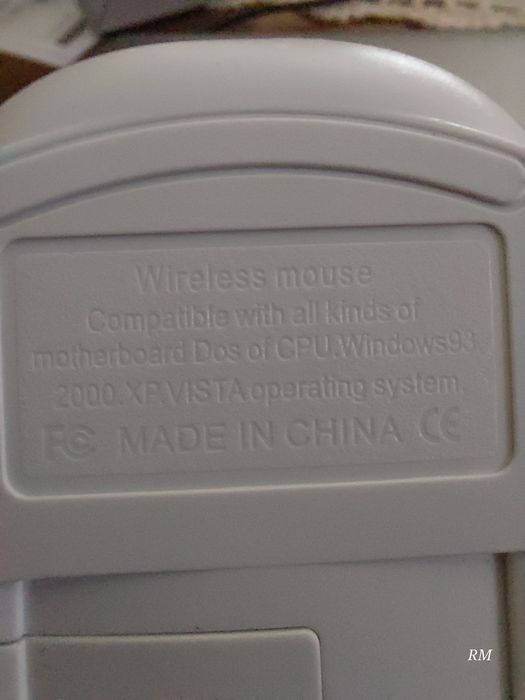 Wireless mouse
Compatible with all kinds of
motherboard Dos of CPU.Windows93.
2000.XP.VISTA operating system.
FC MADE IN CHINA CE
RM